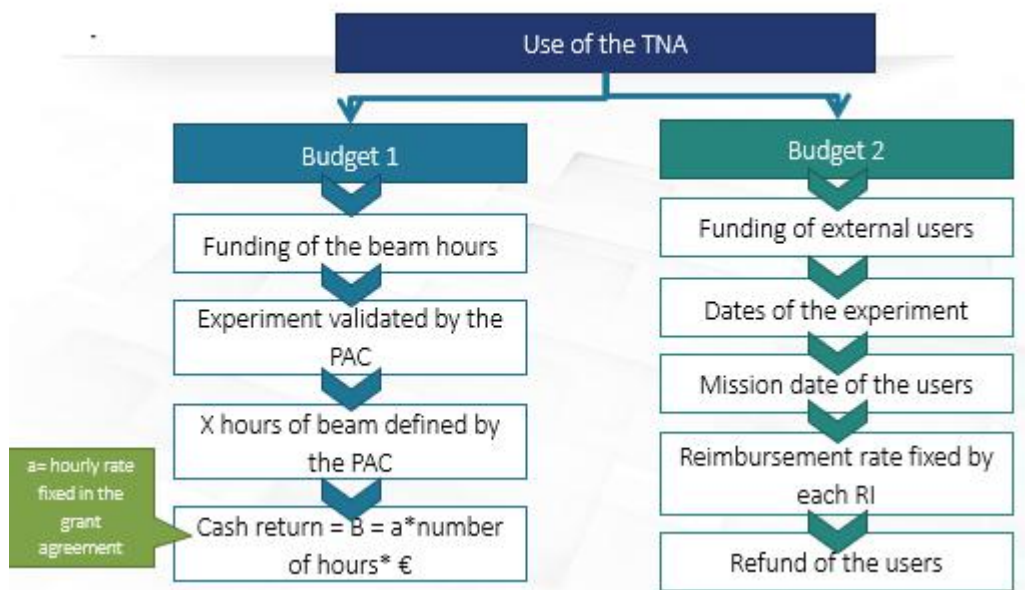 Use of the TNA
Budget 1
Funding of the beam hours
Experiment validated by the
PAC
X hours of beam defined by
the PAC
a= hourly rate
fixed in the
grant
agreement
Cash return = B = a*number
of hours* €
Budget 2
Funding of external users
Dates of the experiment
Mission date of the users
Reimbursement rate fixed by
each RI
Refund of the users